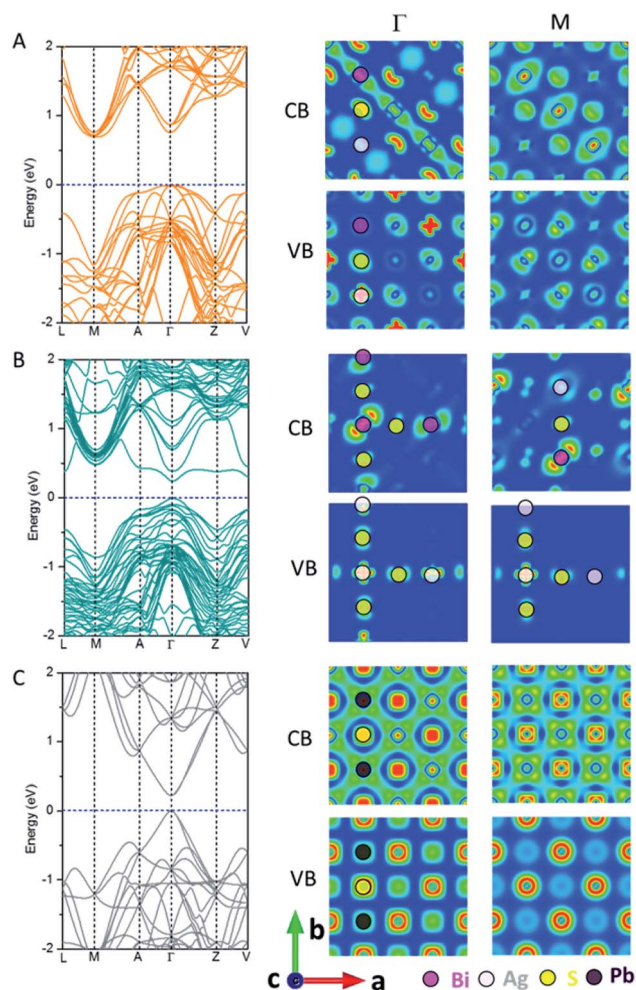 Γ M
A
2
1
0
-1
-2
Energy (eV)
L M A Γ Z V
CB
VB
B
2
1
0
-1
-2
Energy (eV)
L M A Γ Z V
CB
VB
C
2
1
0
-1
-2
Energy (eV)
L M A Γ Z V
CB
VB
b
c a
Bi Ag S Pb